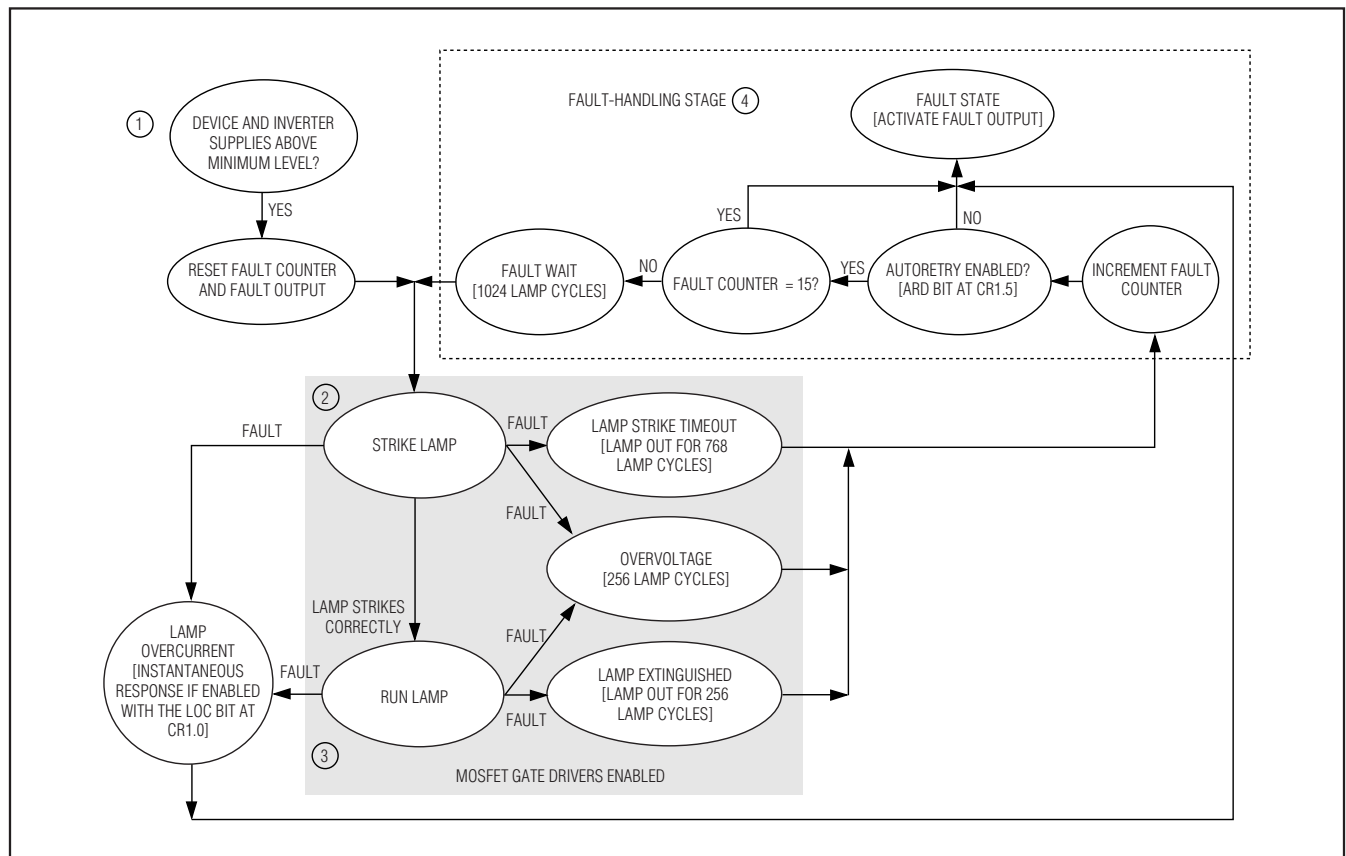 FAULT-HANDLING STAGE 4
FAULT STATE
[ACTIVATE FAULT OUTPUT]
1
DEVICE AND INVERTER
SUPPLIES ABOVE
MINIMUM LEVEL?
YES
RESET FAULT COUNTER
AND FAULT OUTPUT
FAULT WAIT
[1024 LAMP CYCLES]
NO
FAULT COUNTER = 15?
YES
YES
AUTORETRY ENABLED?
[ARD BIT AT CR1.5]
NO
INCREMENT FAULT
COUNTER
2
STRIKE LAMP
FAULT
FAULT
LAMP STRIKE TIMEOUT
[LAMP OUT FOR 768
LAMP CYCLES]
FAULT
OVERVOLTAGE
[256 LAMP CYCLES]
LAMP STRIKES
CORRECTLY
FAULT
LAMP
OVERCURRENT
[INSTANTANEOUS
RESPONSE IF ENABLED
WITH THE LOC BIT AT
CR1.0]
FAULT
RUN LAMP
FAULT
LAMP EXTINGUISHED
[LAMP OUT FOR 256
LAMP CYCLES]
3
MOSFET GATE DRIVERS ENABLED